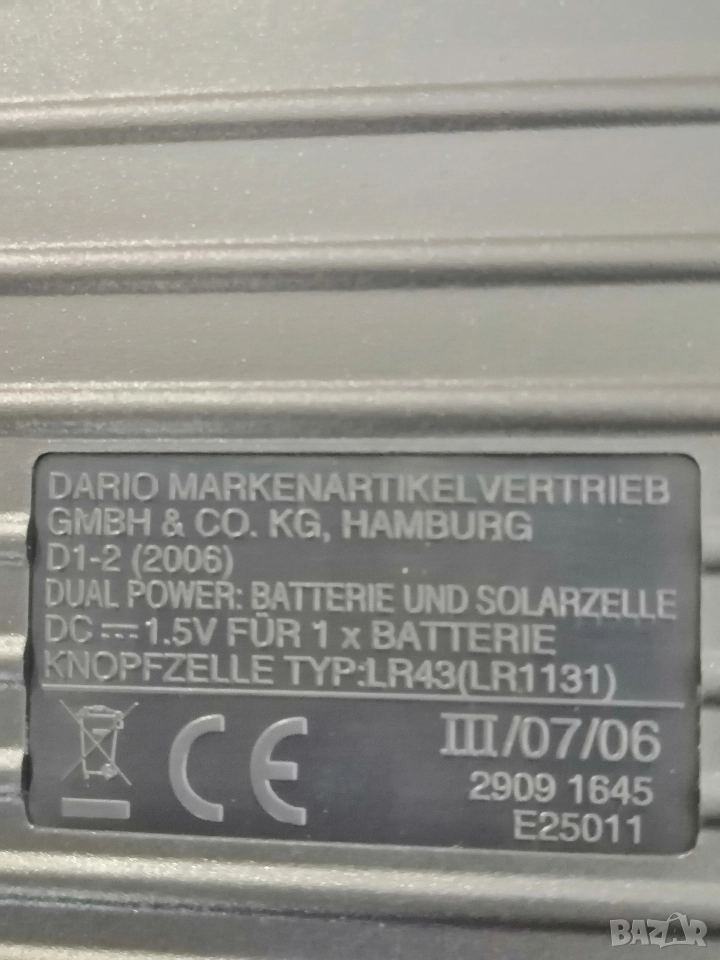 DARIO MARKENARTIKELVERTRIEB
GMBH & CO. KG, HAMBURG
D1-2 (2006)
DUAL POWER: BATTERIE UND SOLARZELLE
DC⎓1.5V FÜR 1 x BATTERIE
KNOPFZELLE TYP:LR43(LR1131)
CE
III/07/06
2909 1645
E25011
BAZAR